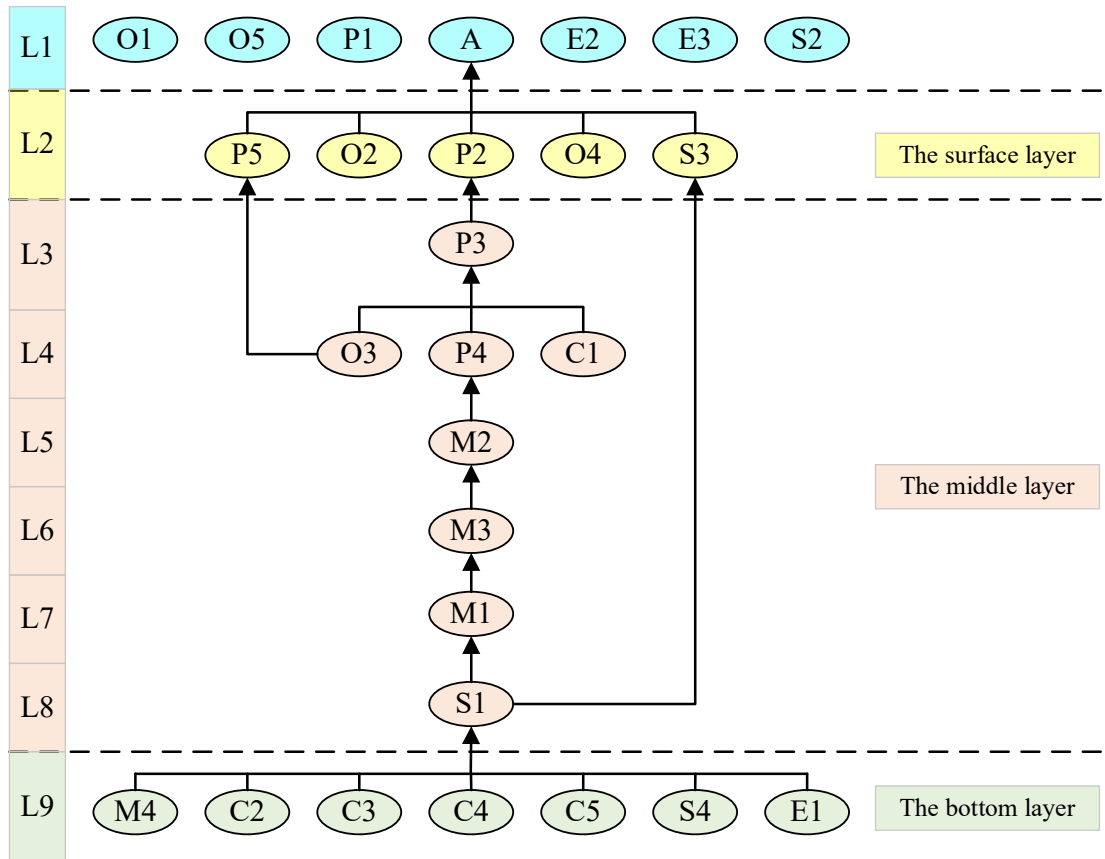 L1 O1 O5 P1 A E2 E3 S2
L2 P5 O2 P2 O4 S3 The surface layer
L3 P3
L4 O3 P4 C1
L5 M2
The middle layer
L6 M3
L7 M1
L8 S1
L9 M4 C2 C3 C4 C5 S4 E1 The bottom layer